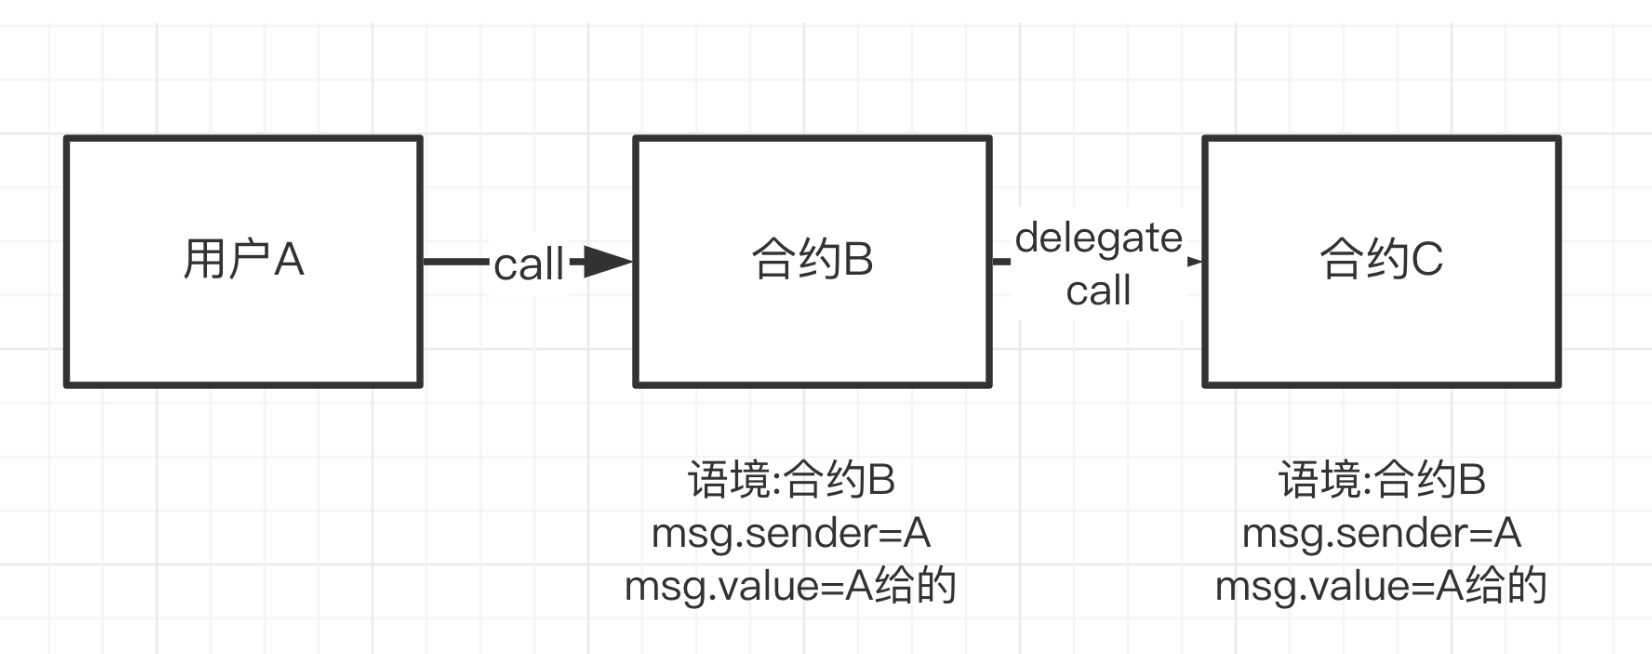 用户A
call
合约B
delegate
call
合约C
语境:合约B
msg.sender=A
msg.value=A给的
语境:合约B
msg.sender=A
msg.value=A给的